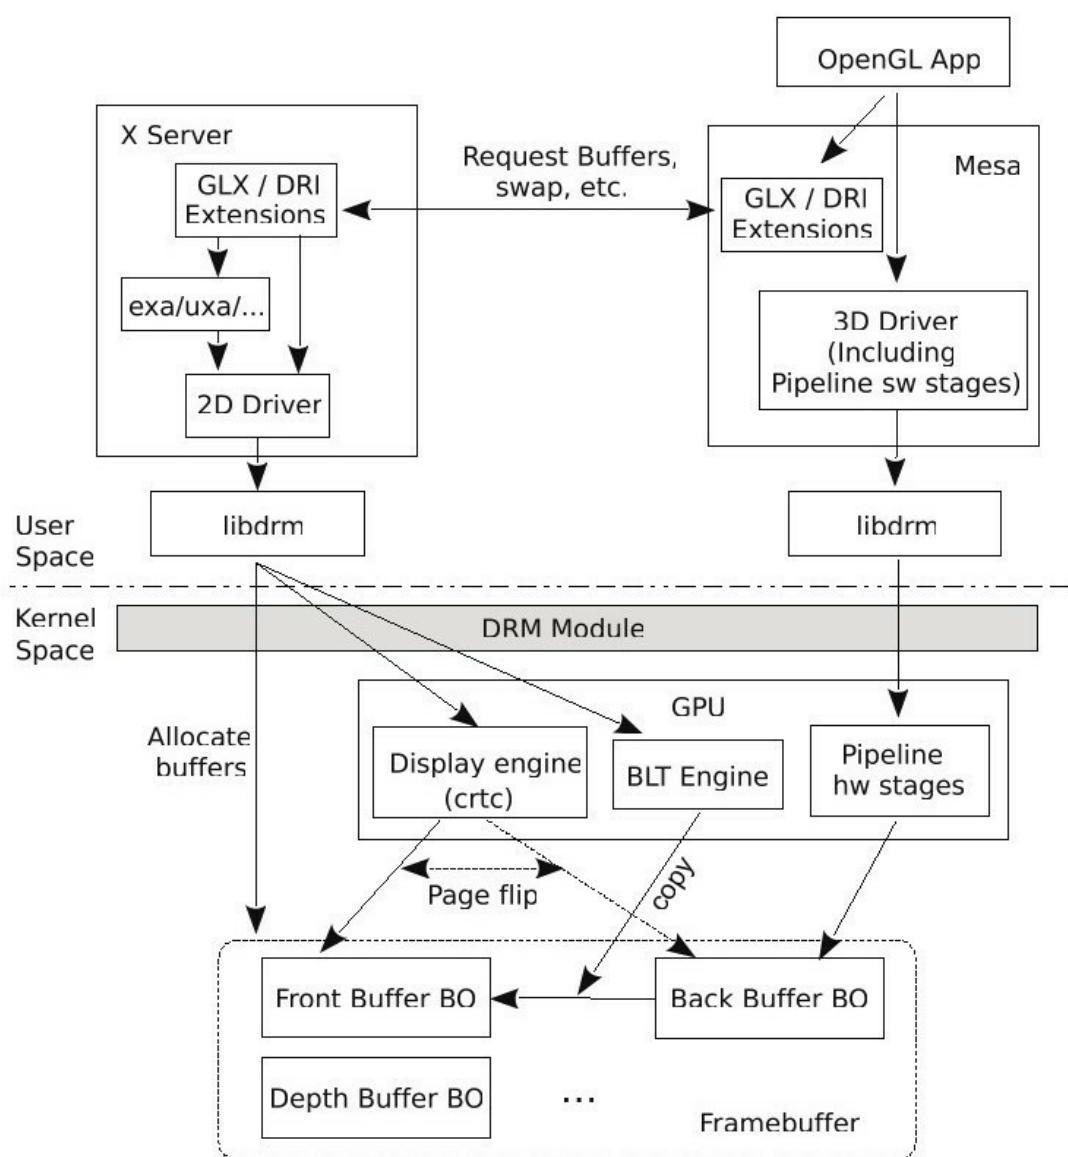 OpenGL App
X Server
Request Buffers,
swap, etc.
Mesa
GLX / DRI
Extensions
GLX / DRI
Extensions
exa/uxa/...
3D Driver
(Including
Pipeline sw stages)
2D Driver
libdrm
libdrm
User
Space
Kernel
Space
DRM Module
GPU
Allocate
buffers
Display engine
(crtc)
BLT Engine
Pipeline
hw stages
Page flip
copy
Front Buffer BO
Back Buffer BO
Depth Buffer BO
...
Framebuffer